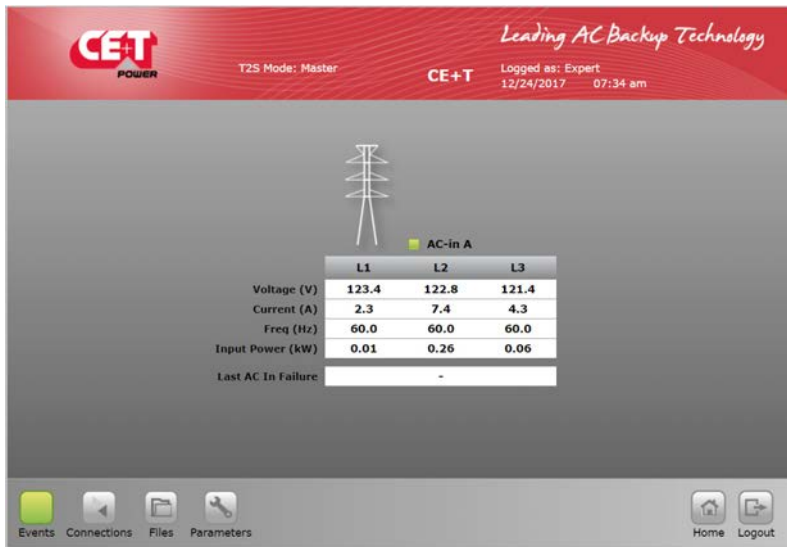 CE+T
POWER
T2S Mode: Master
CE+T
Leading AC Backup Technology
Logged as: Expert
12/24/2017 07:34 am
AC-in A
L1 L2 L3
Voltage (V) 123.4 122.8 121.4
Current (A) 2.3 7.4 4.3
Freq (Hz) 60.0 60.0 60.0
Input Power (kW) 0.01 0.26 0.06
Last AC In Failure -
Events Connections Files Parameters Home Logout